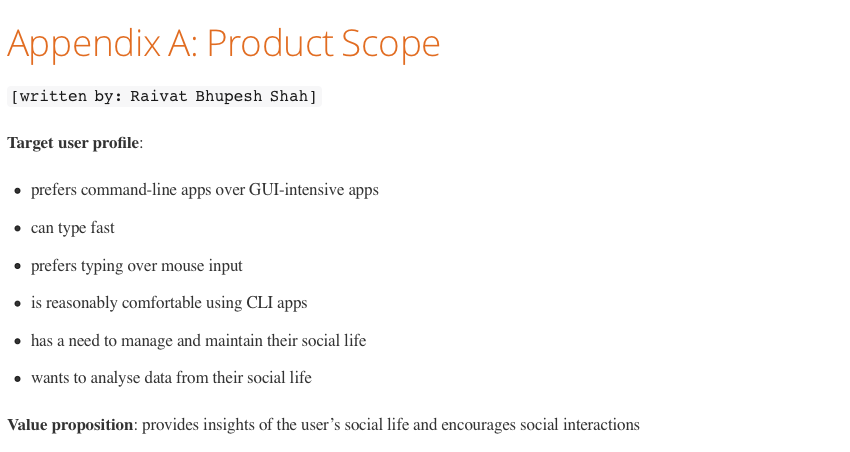 Appendix A: Product Scope
[written by: Raivat Bhupesh Shah]
Target user profile:
• prefers command-line apps over GUI-intensive apps
• can type fast
• prefers typing over mouse input
• is reasonably comfortable using CLI apps
• has a need to manage and maintain their social life
• wants to analyse data from their social life
Value proposition: provides insights of the user’s social life and encourages social interactions